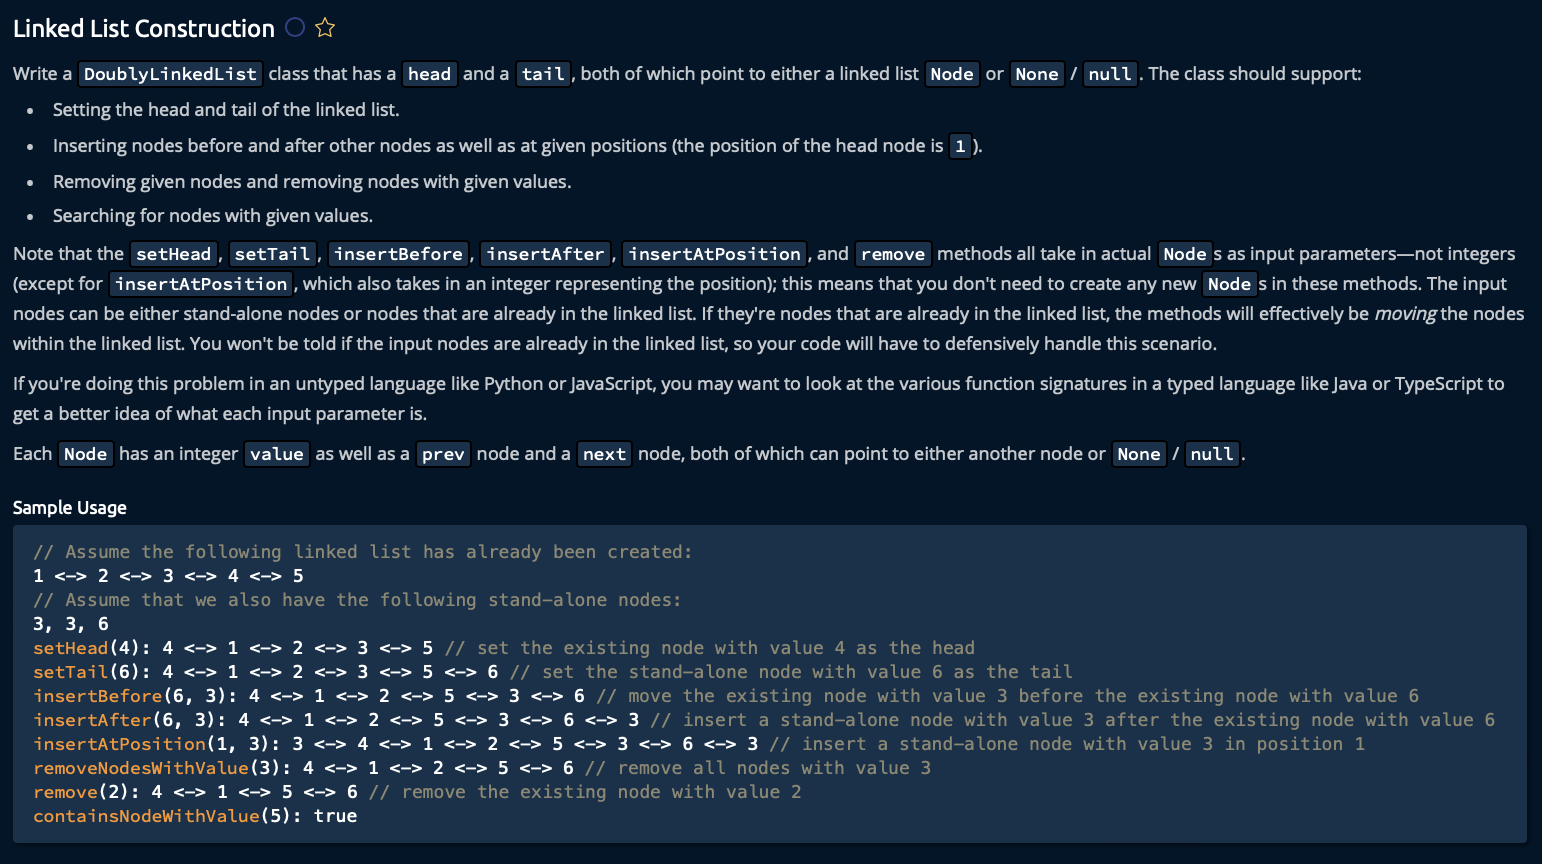 Linked List Construction
Write a DoublyLinkedList class that has a head and a tail, both of which point to either a linked list Node or None / null. The class should support:
• Setting the head and tail of the linked list.
• Inserting nodes before and after other nodes as well as at given positions (the position of the head node is 1).
• Removing given nodes and removing nodes with given values.
• Searching for nodes with given values.
Note that the setHead, setTail, insertBefore, insertAfter, insertAtPosition, and remove methods all take in actual Nodes as input parameters—not integers
(except for insertAtPosition, which also takes in an integer representing the position); this means that you don't need to create any new Nodes in these methods. The input
nodes can be either stand-alone nodes or nodes that are already in the linked list. If they're nodes that are already in the linked list, the methods will effectively be moving the nodes
within the linked list. You won't be told if the input nodes are already in the linked list, so your code will have to defensively handle this scenario.
If you're doing this problem in an untyped language like Python or JavaScript, you may want to look at the various function signatures in a typed language like Java or TypeScript to
get a better idea of what each input parameter is.
Each Node has an integer value as well as a prev node and a next node, both of which can point to either another node or None / null.
Sample Usage
// Assume the following linked list has already been created:
1 <-> 2 <-> 3 <-> 4 <-> 5
// Assume that we also have the following stand-alone nodes:
3, 3, 6
setHead(4): 4 <-> 1 <-> 2 <-> 3 <-> 5 // set the existing node with value 4 as the head
setTail(6): 4 <-> 1 <-> 2 <-> 3 <-> 5 <-> 6 // set the stand-alone node with value 6 as the tail
insertBefore(6, 3): 4 <-> 1 <-> 2 <-> 5 <-> 3 <-> 6 // move the existing node with value 3 before the existing node with value 6
insertAfter(6, 3): 4 <-> 1 <-> 2 <-> 5 <-> 3 <-> 6 <-> 3 // insert a stand-alone node with value 3 after the existing node with value 6
insertAtPosition(1, 3): 3 <-> 4 <-> 1 <-> 2 <-> 5 <-> 3 <-> 6 <-> 3 // insert a stand-alone node with value 3 in position 1
removeNodesWithValue(3): 4 <-> 1 <-> 2 <-> 5 <-> 6 // remove all nodes with value 3
remove(2): 4 <-> 1 <-> 5 <-> 6 // remove the existing node with value 2
containsNodeWithValue(5): true